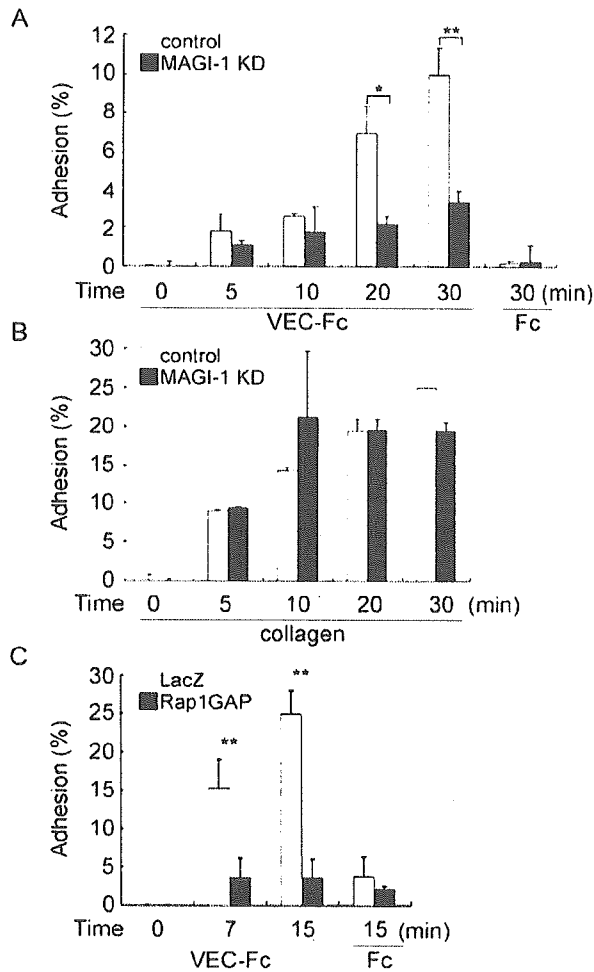 A
control
MAGI-1 KD
Adhesion (%)
12
10
8
6
4
2
0
*
**
Time 0 5 10 20 30 30 (min)
VEC-Fc Fc
B
control
MAGI-1 KD
Adhesion (%)
30
25
20
15
10
5
0
Time 0 5 10 20 30 (min)
collagen
C
LacZ
Rap1GAP
Adhesion (%)
30
25
20
15
10
5
0
**
**
Time 0 7 15 15 (min)
VEC-Fc Fc